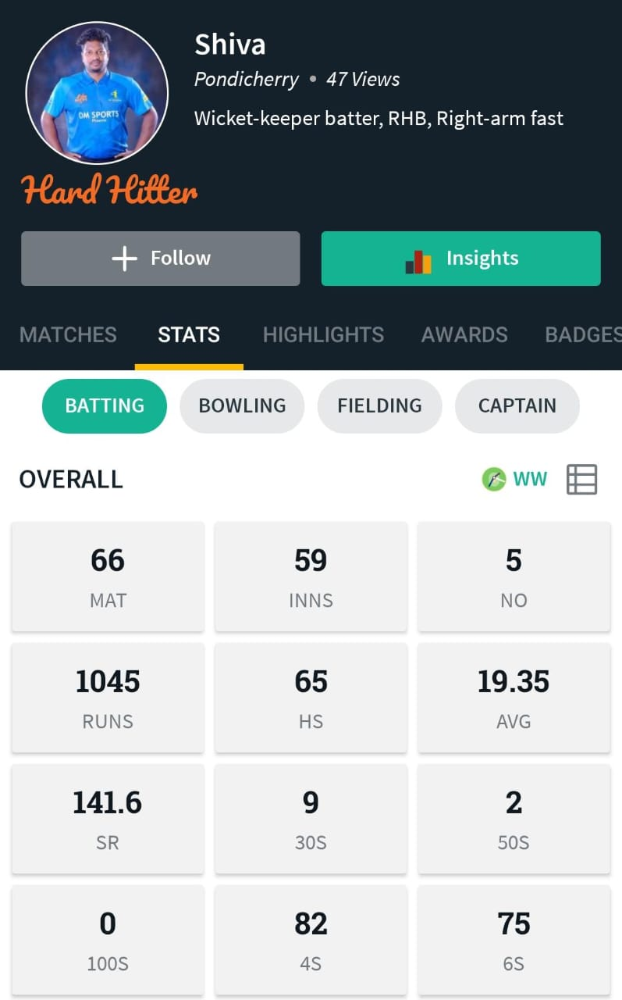 Shiva
Pondicherry • 47 Views
Wicket-keeper batter, RHB, Right-arm fast
DM SPORTS
Hard Hitter
+ Follow
Insights
MATCHES STATS HIGHLIGHTS AWARDS BADGES
BATTING BOWLING FIELDING CAPTAIN
OVERALL WW
66 59 5
MAT INNS NO
1045 65 19.35
RUNS HS AVG
141.6 9 2
SR 30S 50S
0 82 75
100S 4S 6S